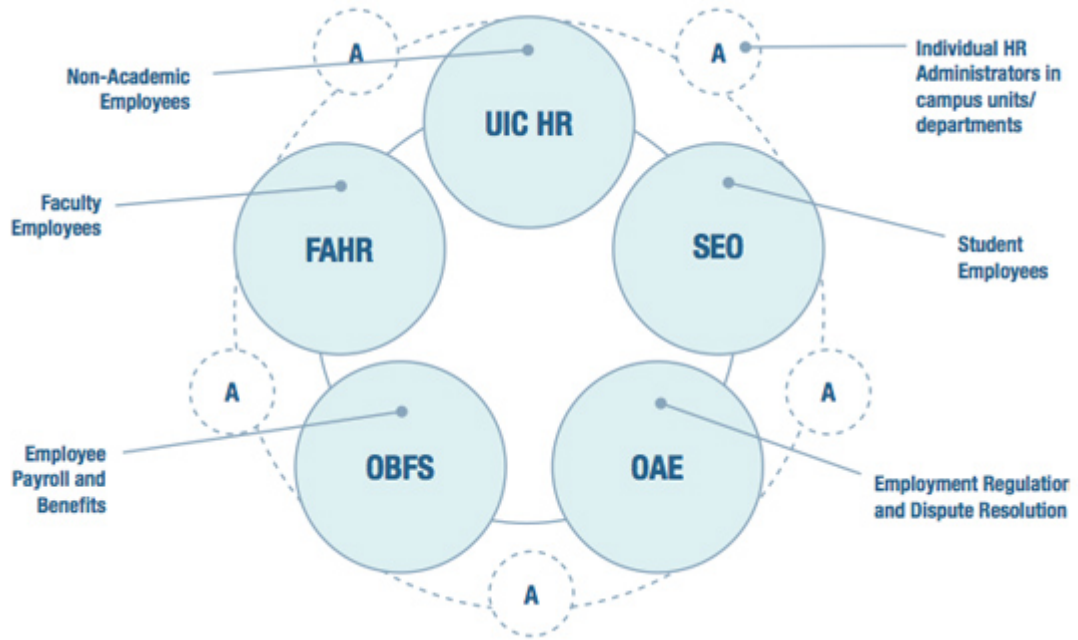 A
A
Individual HR
Administrators in
campus units/
departments
Non-Academic
Employees
UIC HR
Faculty
Employees
FAHR
SEO
Student
Employees
A
A
Employee
Payroll and
Benefits
OBFS
OAE
Employment Regulation
and Dispute Resolution
A